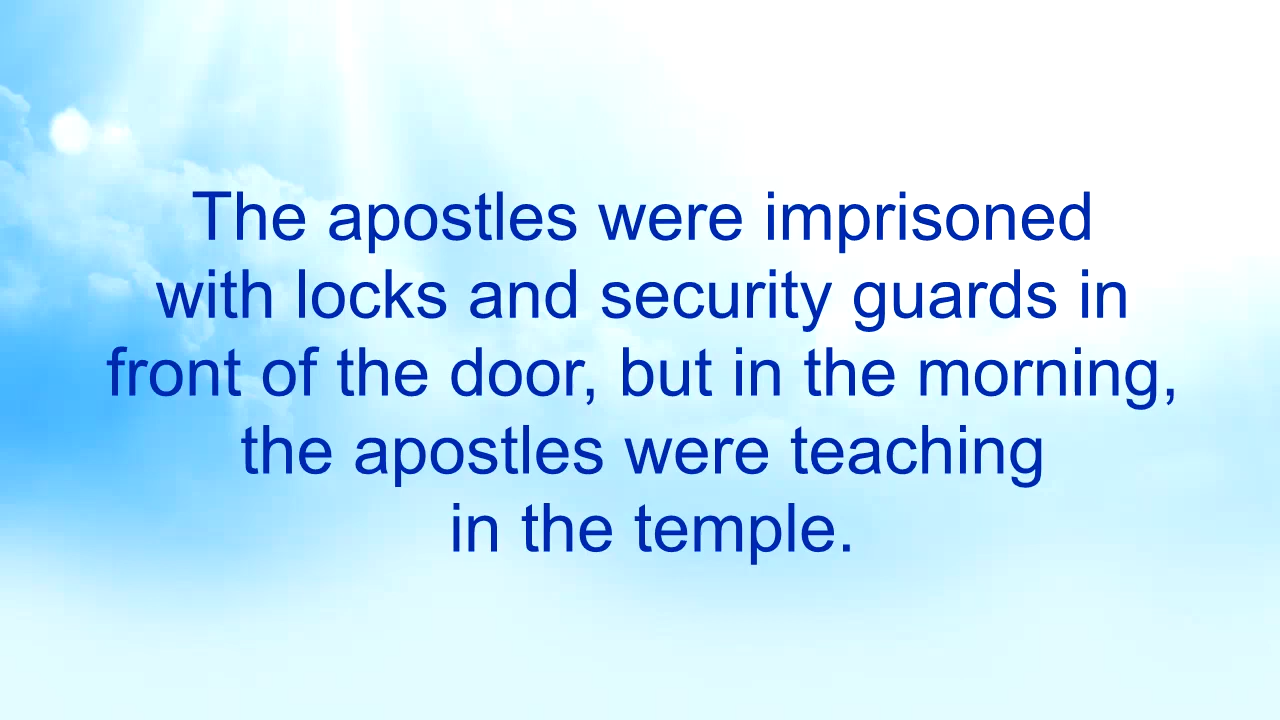 The apostles were imprisoned
with locks and security guards in
front of the door, but in the morning,
the apostles were teaching
in the temple.